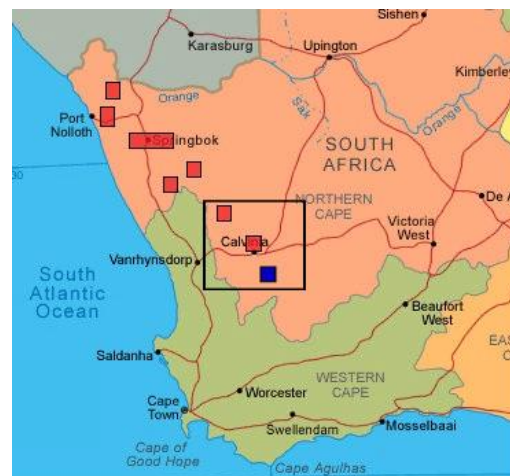 Sishen
Karasburg
Upington
Kimberley
Orange
Port
Nolloth
Sak
Orange
Springbok
SOUTH
AFRICA
NORTHERN
CAPE
De A
Victoria
West
Calvinia
Vanrhynsdorp
South
Atlantic
Ocean
Beaufort
West
EAS
C
Saldanha
WESTERN
CAPE
Worcester
Cape
Town
Swellendam
Mosselbaai
Cape of
Good Hope
Cape Agulhas